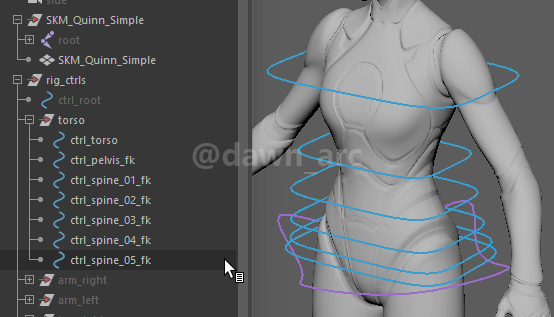 side
SKM_Quinn_Simple
root
SKM_Quinn_Simple
rig_ctrls
ctrl_root
torso
ctrl_torso
ctrl_pelvis_fk
ctrl_spine_01_fk
ctrl_spine_02_fk
ctrl_spine_03_fk
ctrl_spine_04_fk
ctrl_spine_05_fk
arm_right
arm_left
@dawn_arc